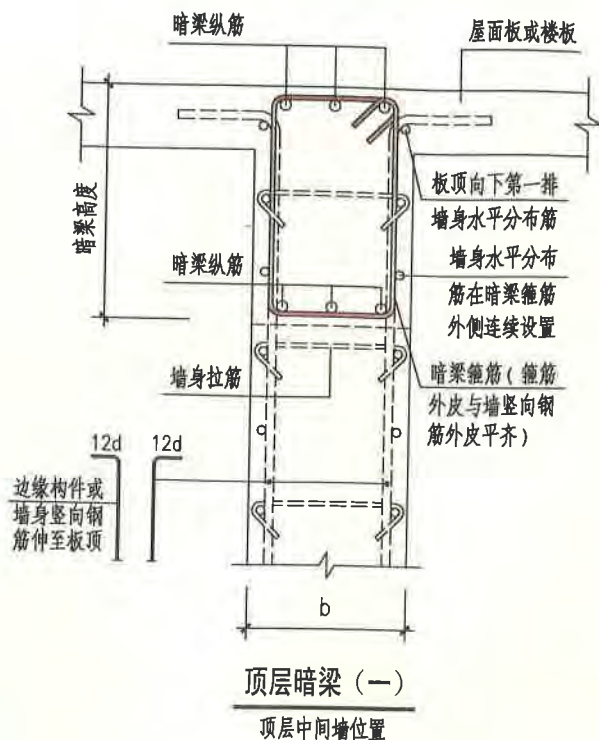 暗梁纵筋
屋面板或楼板
暗梁高度
板顶向下第一排
墙身水平分布筋
暗梁纵筋
墙身水平分布
筋在暗梁箍筋
外侧连续设置
墙身拉筋
暗梁箍筋(箍筋
外皮与墙竖向钢
筋外皮平齐)
12d
12d
边缘构件或
墙身竖向钢
筋伸至板顶
b
顶层暗梁(一)
顶层中间墙位置